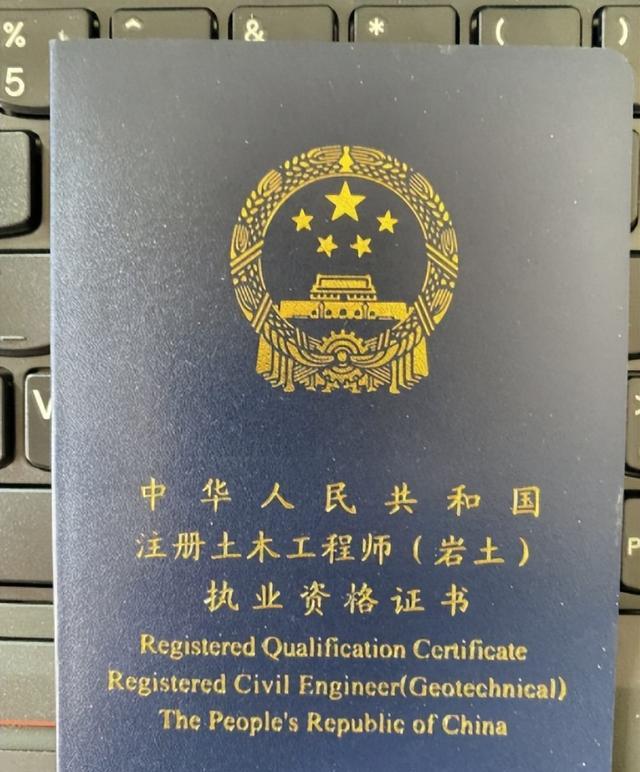 % ^ & * ( )
5
V
P
中华人民共和国
注册土木工程师（岩土）
执业资格证书
Registered Qualification Certificate
Registered Civil Engineer(Geotechnical)
The People's Republic of China